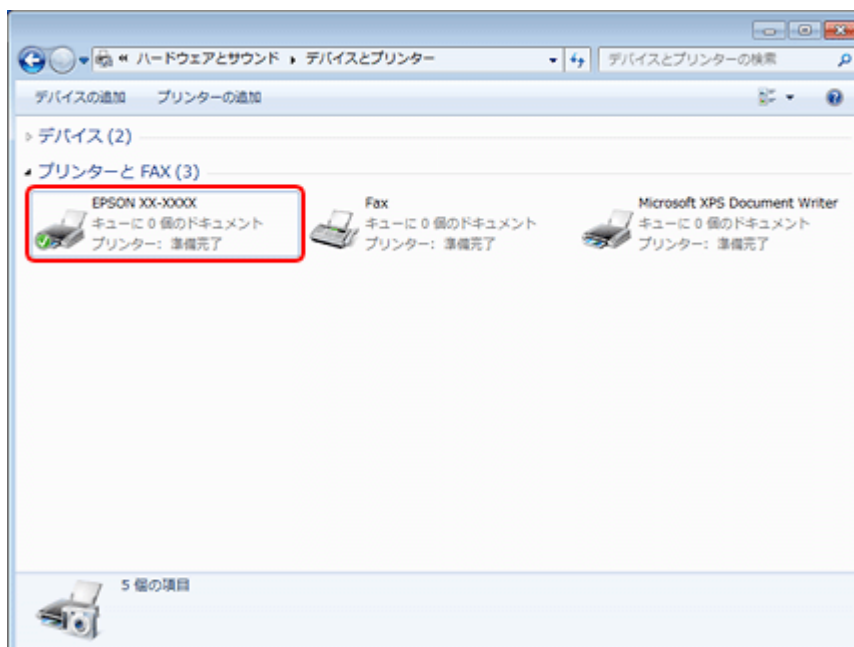 « ハードウェアとサウンド ▸ デバイスとプリンター
デバイスとプリンターの検索
デバイスの追加 プリンターの追加
デバイス (2)
プリンターと FAX (3)
EPSON XX-XXXX
キューに 0 個のドキュメント
プリンター: 準備完了
Fax
キューに 0 個のドキュメント
プリンター: 準備完了
Microsoft XPS Document Writer
キューに 0 個のドキュメント
プリンター: 準備完了
5 個の項目